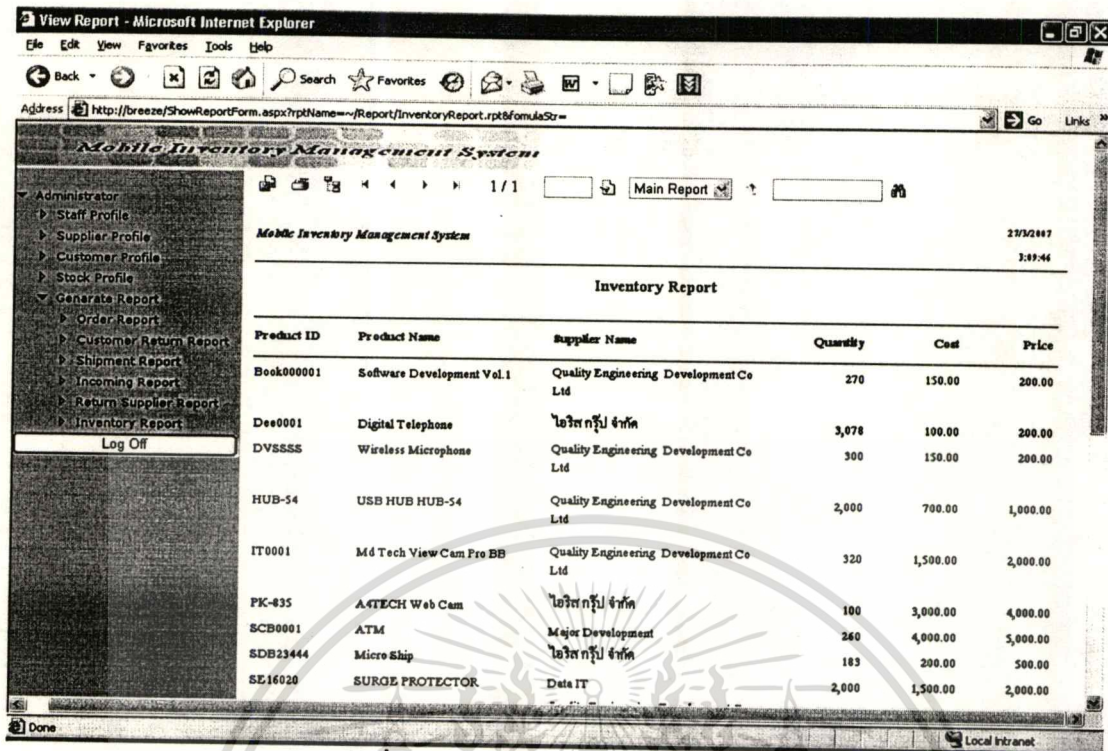 View Report - Microsoft Internet Explorer
File Edit View Favorites Tools Help
Back Search Favorites
Address http://breeze/ShowReportForm.aspx?rptName=~/Report/InventoryReport.rpt&fomulaStr= Go Links
Mobile Inventory Management System
1/1 Main Report
Administrator
Staff Profile
Supplier Profile
Customer Profile
Stock Profile
Generate Report
Order Report
Customer Return Report
Shipment Report
Incoming Report
Return Supplier Report
Inventory Report
Log Off
Mobile Inventory Management System 27/3/2007
3:09:46
Inventory Report
Product ID Product Name Supplier Name Quantity Cost Price
Book000001 Software Development Vol.1 Quality Engineering Development Co Ltd 270 150.00 200.00
Dee0001 Digital Telephone ไอริส กรุ๊ป จำกัด 3,078 100.00 200.00
DVSSSS Wireless Microphone Quality Engineering Development Co Ltd 300 150.00 200.00
HUB-54 USB HUB HUB-54 Quality Engineering Development Co Ltd 2,000 700.00 1,000.00
IT0001 Md Tech View Cam Pro BB Quality Engineering Development Co Ltd 320 1,500.00 2,000.00
PK-835 A4TECH Web Cam ไอริส กรุ๊ป จำกัด 100 3,000.00 4,000.00
SCB0001 ATM Major Development 260 4,000.00 5,000.00
SDB23444 Micro Ship ไอริส กรุ๊ป จำกัด 183 200.00 500.00
SE16020 SURGE PROTECTOR Data IT 2,000 1,500.00 2,000.00
Done Local intranet